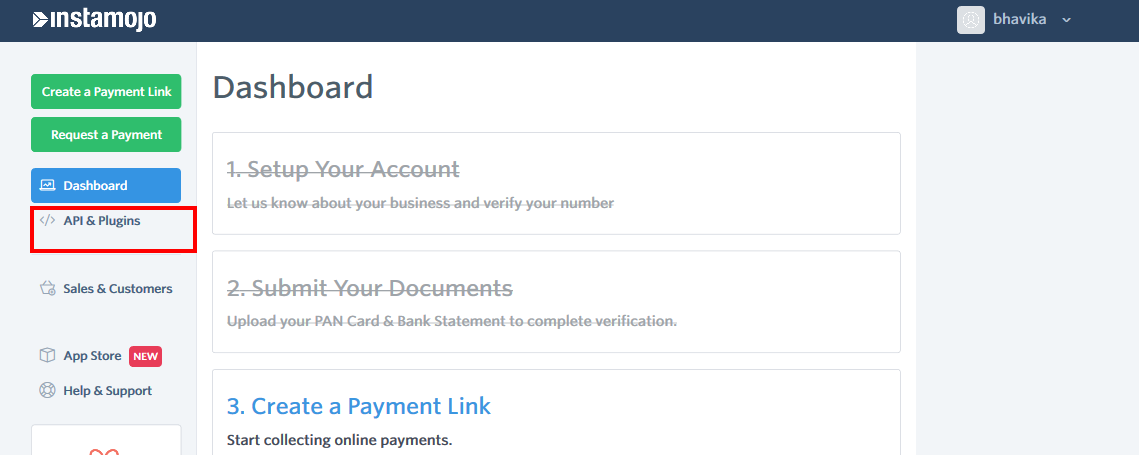 instamojo
bhavika
Create a Payment Link
Request a Payment
Dashboard
API & Plugins
Sales & Customers
App Store NEW
Help & Support
Dashboard
1. Setup Your Account
Let us know about your business and verify your number
2. Submit Your Documents
Upload your PAN Card & Bank Statement to complete verification.
3. Create a Payment Link
Start collecting online payments.